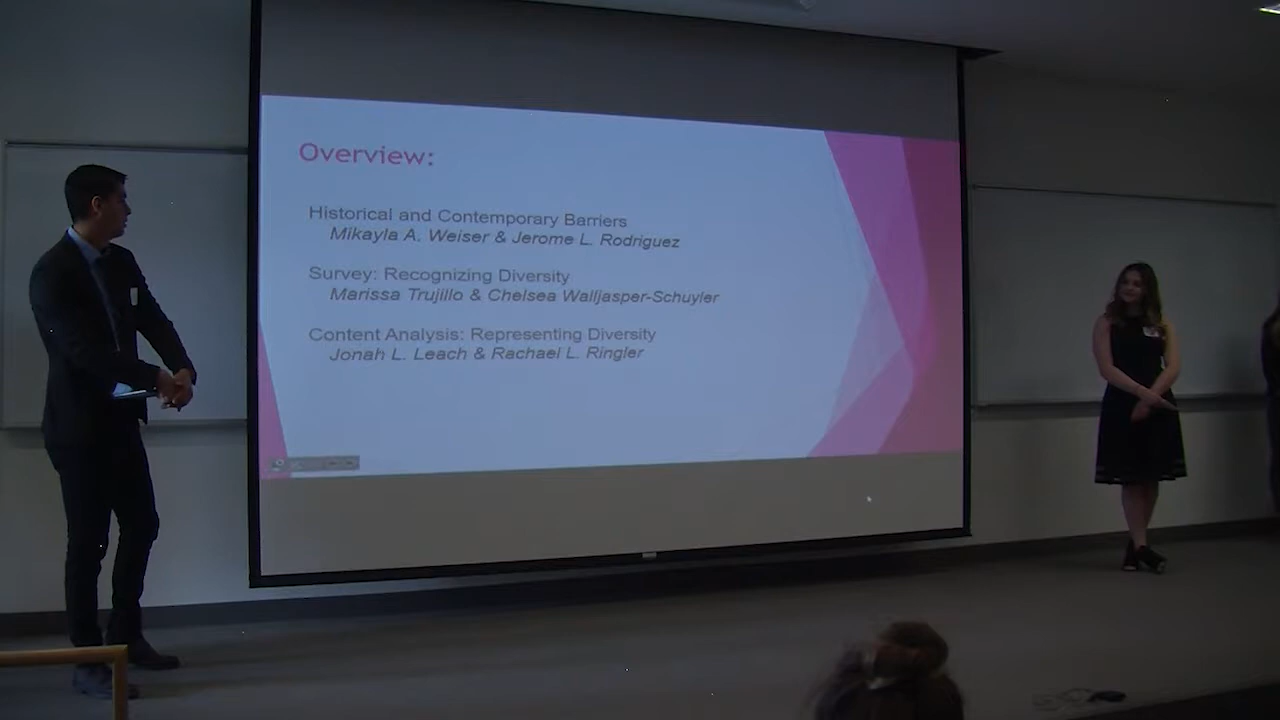 Overview:
Historical and Contemporary Barriers
Mikayla A. Weiser & Jerome L. Rodriguez
Survey: Recognizing Diversity
Marissa Trujillo & Chelsea Walljasper-Schuyler
Content Analysis: Representing Diversity
Jonah L. Leach & Rachael L. Ringler